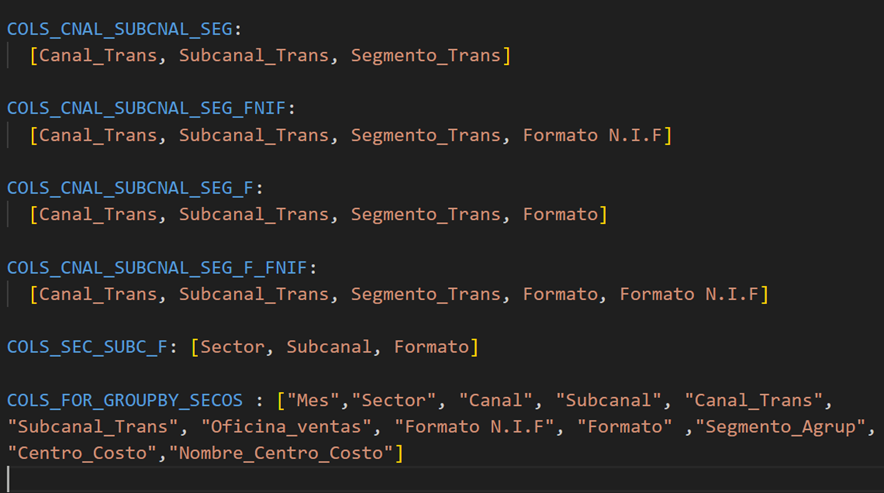 COLS_CNAL_SUBCNAL_SEG:
[Canal_Trans, Subcanal_Trans, Segmento_Trans]
COLS_CNAL_SUBCNAL_SEG_FNIF:
[Canal_Trans, Subcanal_Trans, Segmento_Trans, Formato N.I.F]
COLS_CNAL_SUBCNAL_SEG_F:
[Canal_Trans, Subcanal_Trans, Segmento_Trans, Formato]
COLS_CNAL_SUBCNAL_SEG_F_FNIF:
[Canal_Trans, Subcanal_Trans, Segmento_Trans, Formato, Formato N.I.F]
COLS_SEC_SUBC_F: [Sector, Subcanal, Formato]
COLS_FOR_GROUPBY_SECOS : ["Mes","Sector", "Canal", "Subcanal", "Canal_Trans",
"Subcanal_Trans", "Oficina_ventas", "Formato N.I.F", "Formato" ,"Segmento_Agrup",
"Centro_Costo","Nombre_Centro_Costo"]